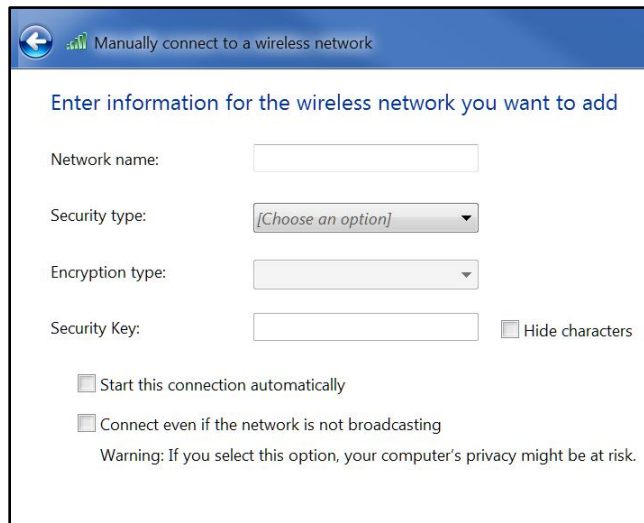 Manually connect to a wireless network
Enter information for the wireless network you want to add
Network name:
Security type:
[Choose an option]
Encryption type:
Security Key:
Hide characters
Start this connection automatically
Connect even if the network is not broadcasting
Warning: If you select this option, your computer's privacy might be at risk.